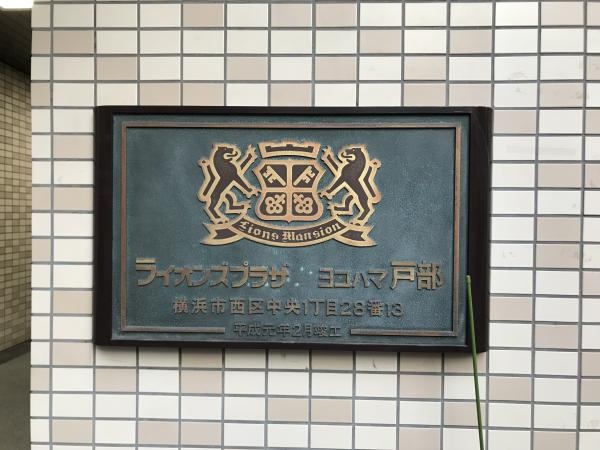 Lions Mansion
ライオンズプラザ ヨコハマ戸部
横浜市西区中央1丁目28番13
平成元年2月竣工